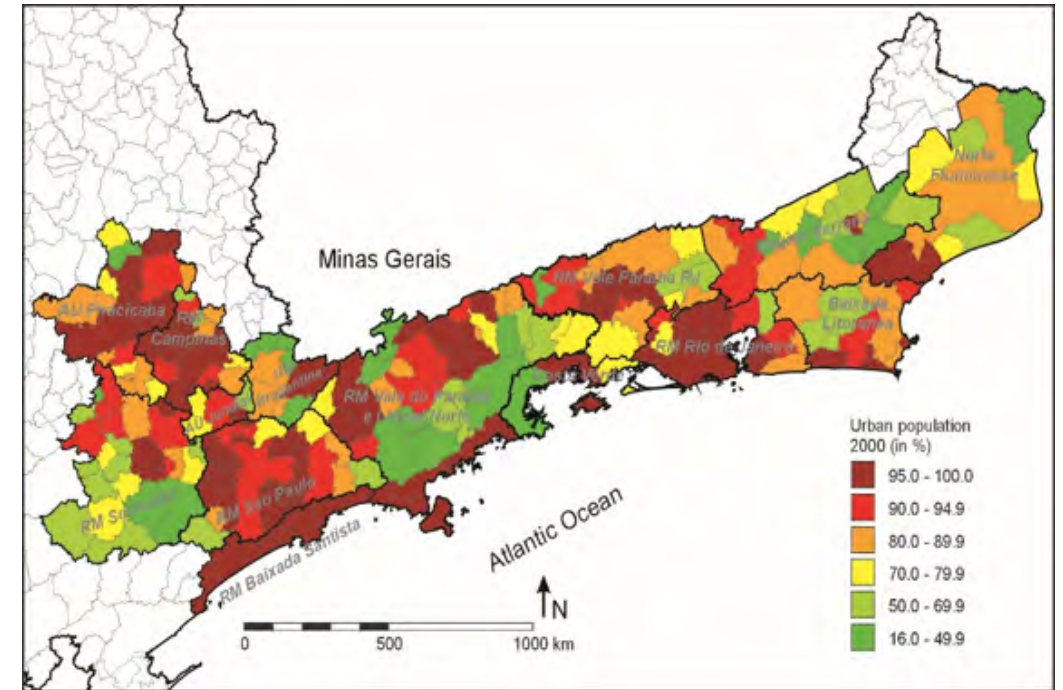 Norte
Fluminense
Minas Gerais
RM Vale Paraíba RJ
AU Piracicaba
RM
Campinas
Baixada
Litorânea
RM Rio de Janeiro
RM Vale do Paraíba
e Litoral Norte
RM São Paulo
RM Baixada Santista
Atlantic Ocean
N
0 500 1000 km
Urban population
2000 (in %)
95.0 - 100.0
90.0 - 94.9
80.0 - 89.9
70.0 - 79.9
50.0 - 69.9
16.0 - 49.9